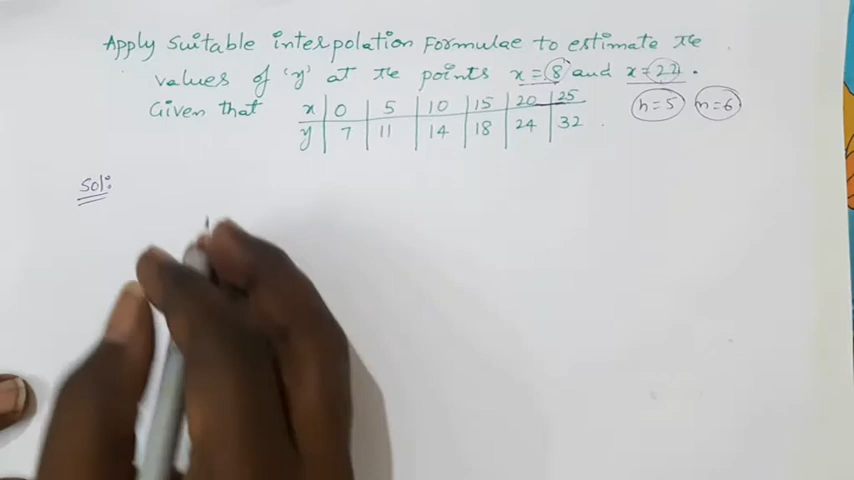 Apply suitable interpolation Formulae to estimate the
values of 'y' at the points x=8 and x=22.
Given that x 0 5 10 15 20 25 h=5 n=6
y 7 11 14 18 24 32
Sol: